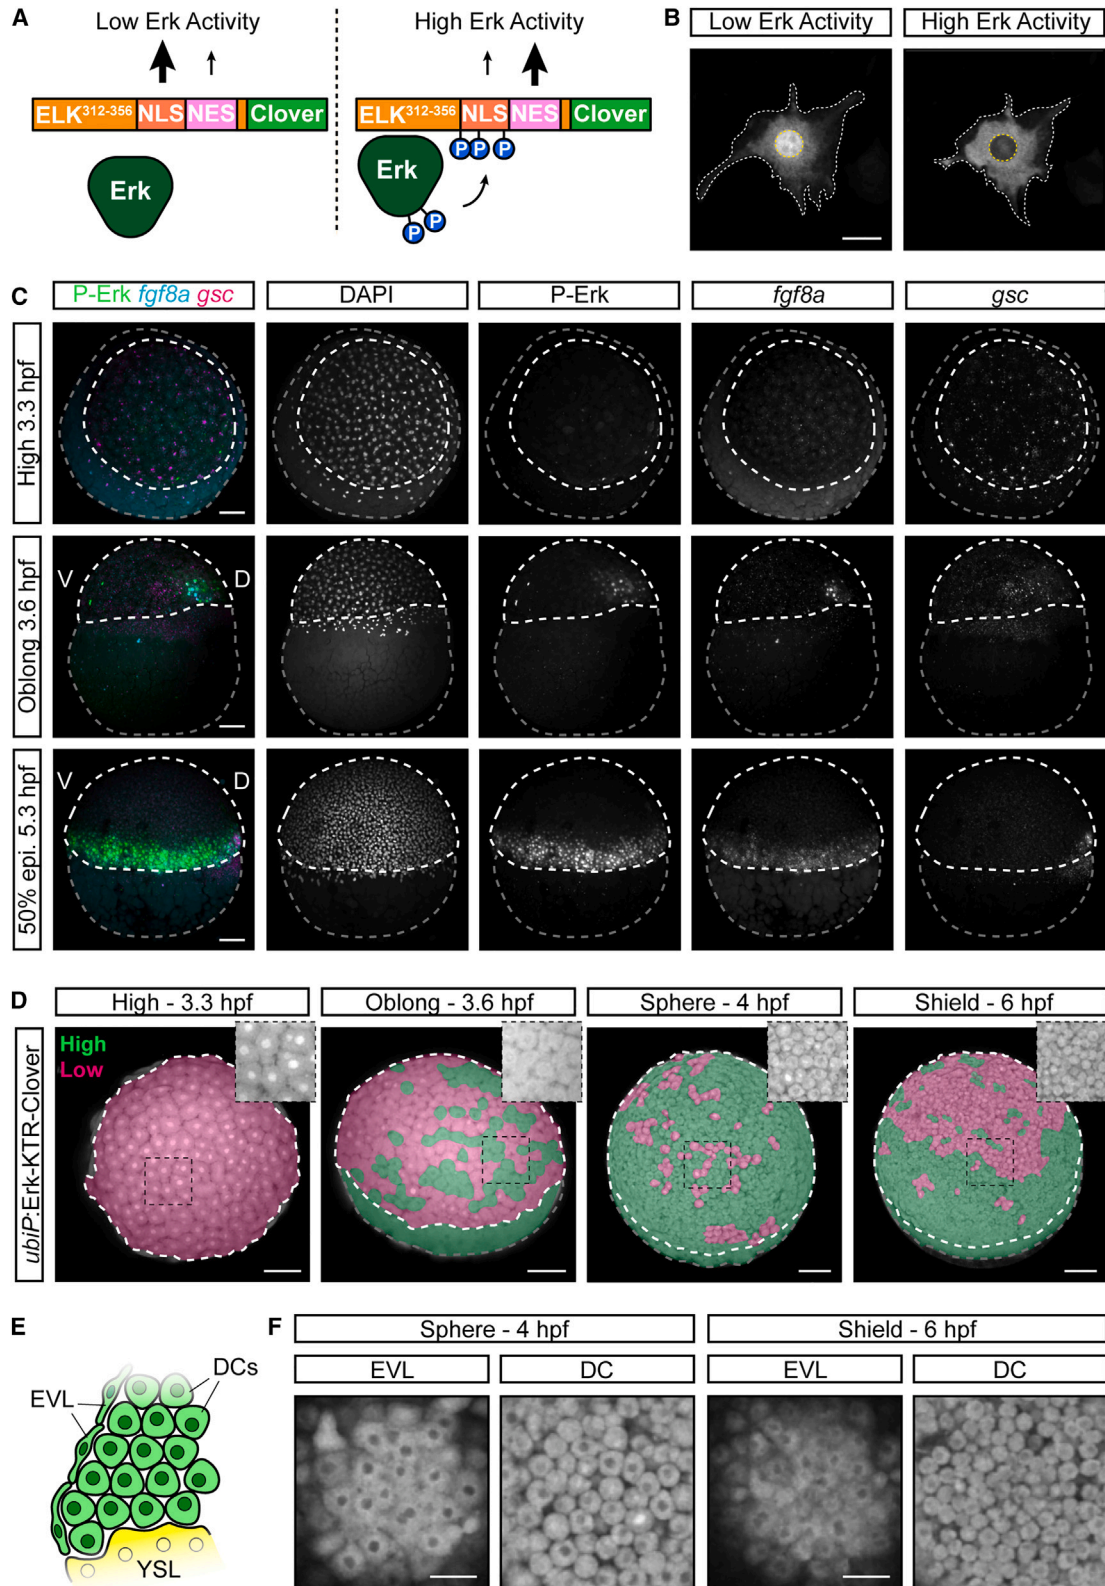 A
Low Erk Activity
High Erk Activity
ELK312-356 NLS NES Clover
ELK312-356 NLS NES Clover
P P P
Erk
Erk
P P
B
Low Erk Activity
High Erk Activity
C
P-Erk fgf8a gsc
DAPI
P-Erk
fgf8a
gsc
High 3.3 hpf
Oblong 3.6 hpf
V D
50% epi. 5.3 hpf
V D
D
High - 3.3 hpf
Oblong - 3.6 hpf
Sphere - 4 hpf
Shield - 6 hpf
ubiP:Erk-KTR-Clover
High
Low
E
DCs
EVL
YSL
F
Sphere - 4 hpf
Shield - 6 hpf
EVL
DC
EVL
DC